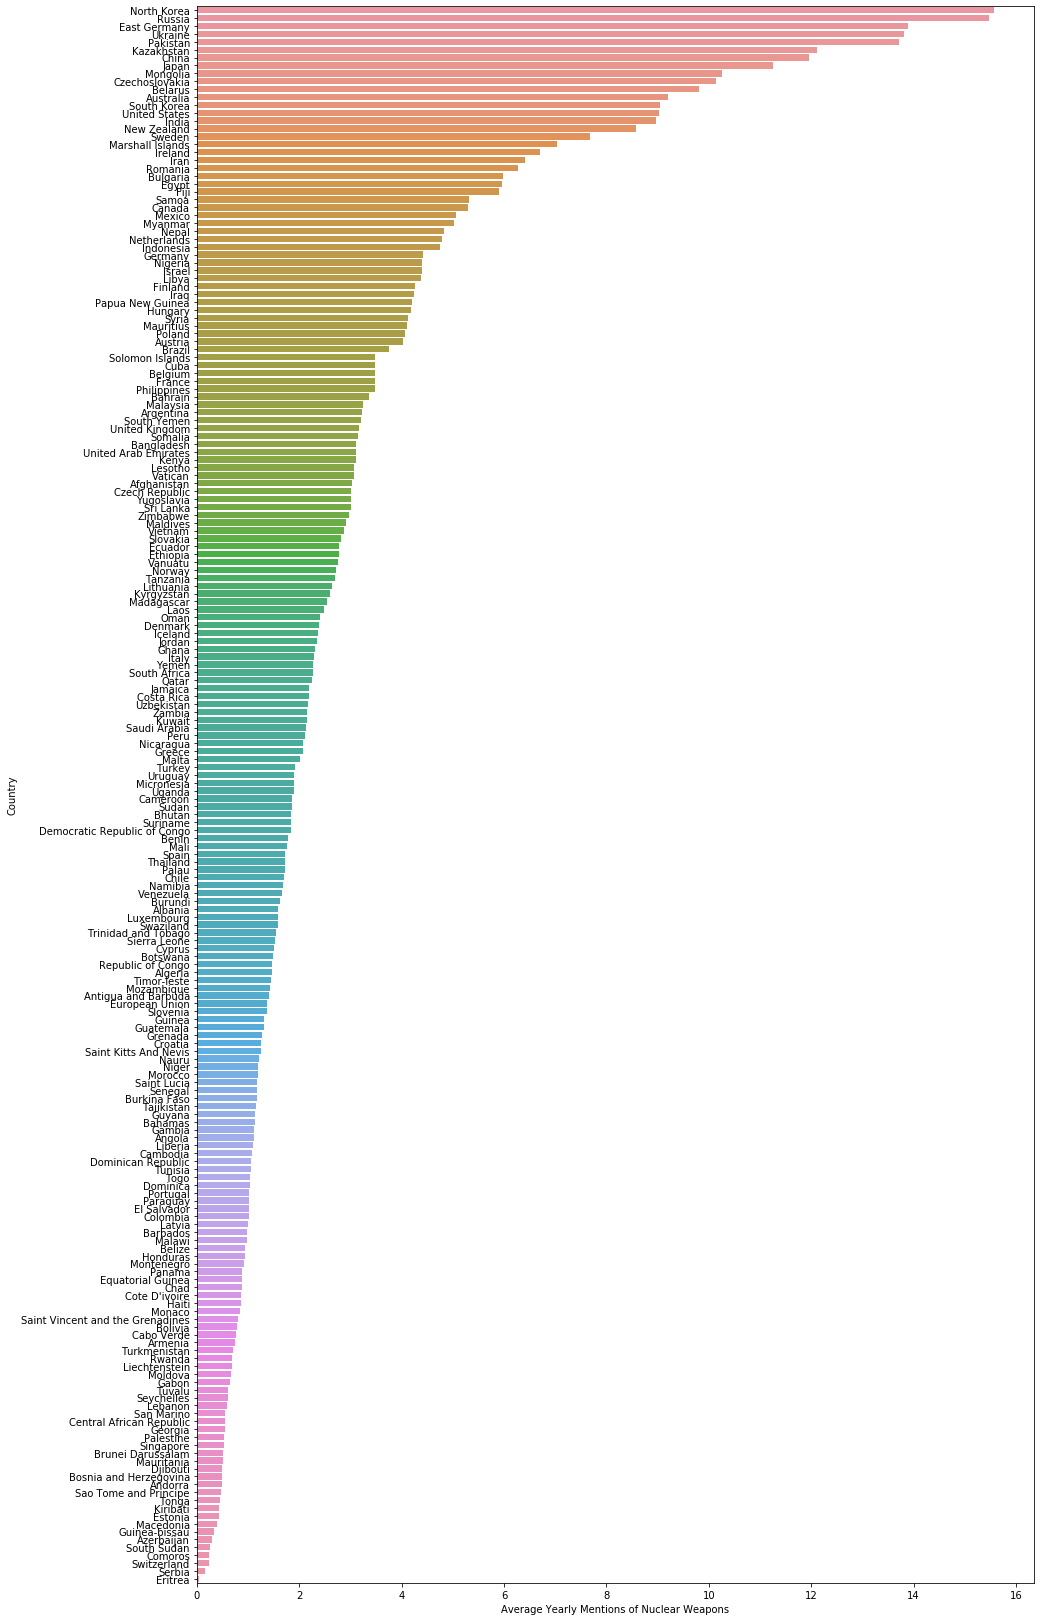 North Korea
Russia
East Germany
Ukraine
Pakistan
Kazakhstan
China
Japan
Mongolia
Czechoslovakia
Belarus
Australia
South Korea
United States
India
New Zealand
Sweden
Marshall Islands
Ireland
Iran
Romania
Bulgaria
Egypt
Fiji
Samoa
Canada
Mexico
Myanmar
Nepal
Netherlands
Indonesia
Germany
Nigeria
Israel
Libya
Finland
Iraq
Papua New Guinea
Hungary
Syria
Mauritius
Poland
Austria
Brazil
Solomon Islands
Cuba
Belgium
France
Philippines
Bahrain
Malaysia
Argentina
South Yemen
United Kingdom
Somalia
Bangladesh
United Arab Emirates
Kenya
Lesotho
Vatican
Afghanistan
Czech Republic
Yugoslavia
Sri Lanka
Zimbabwe
Maldives
Vietnam
Slovakia
Ecuador
Ethiopia
Vanuatu
Norway
Tanzania
Lithuania
Kyrgyzstan
Madagascar
Laos
Oman
Denmark
Iceland
Jordan
Ghana
Italy
Yemen
South Africa
Qatar
Jamaica
Costa Rica
Uzbekistan
Zambia
Kuwait
Saudi Arabia
Peru
Nicaragua
Greece
Malta
Turkey
Uruguay
Micronesia
Uganda
Cameroon
Sudan
Bhutan
Suriname
Democratic Republic of Congo
Benin
Mali
Spain
Thailand
Palau
Chile
Namibia
Venezuela
Burundi
Albania
Luxembourg
Swaziland
Trinidad and Tobago
Sierra Leone
Cyprus
Botswana
Republic of Congo
Algeria
Timor-leste
Mozambique
Antigua and Barbuda
European Union
Slovenia
Guinea
Guatemala
Grenada
Croatia
Saint Kitts And Nevis
Nauru
Niger
Morocco
Saint Lucia
Senegal
Burkina Faso
Tajikistan
Guyana
Bahamas
Gambia
Angola
Liberia
Cambodia
Dominican Republic
Tunisia
Togo
Dominica
Portugal
Paraguay
El Salvador
Colombia
Latvia
Barbados
Malawi
Belize
Honduras
Montenegro
Panama
Equatorial Guinea
Chad
Cote D'ivoire
Haiti
Monaco
Saint Vincent and the Grenadines
Bolivia
Cabo Verde
Armenia
Turkmenistan
Rwanda
Liechtenstein
Moldova
Gabon
Tuvalu
Seychelles
Lebanon
San Marino
Central African Republic
Georgia
Palestine
Singapore
Brunei Darussalam
Mauritania
Djibouti
Bosnia and Herzegovina
Andorra
Sao Tome and Principe
Tonga
Kiribati
Estonia
Macedonia
Guinea-bissau
Azerbaijan
South Sudan
Comoros
Switzerland
Serbia
Eritrea
Country
0 2 4 6 8 10 12 14 16
Average Yearly Mentions of Nuclear Weapons